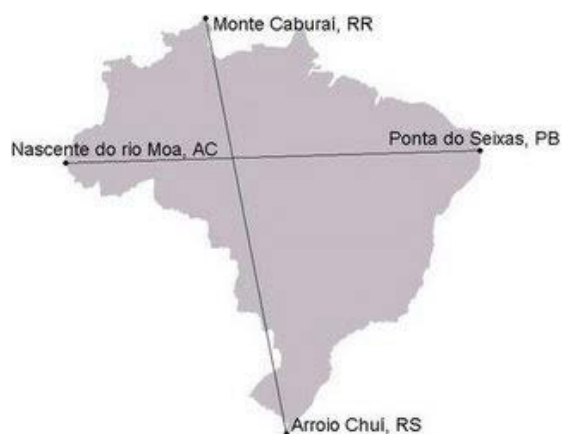 Monte Caburaí, RR
Ponta do Seixas, PB
Nascente do rio Moa, AC
Arroio Chuí, RS